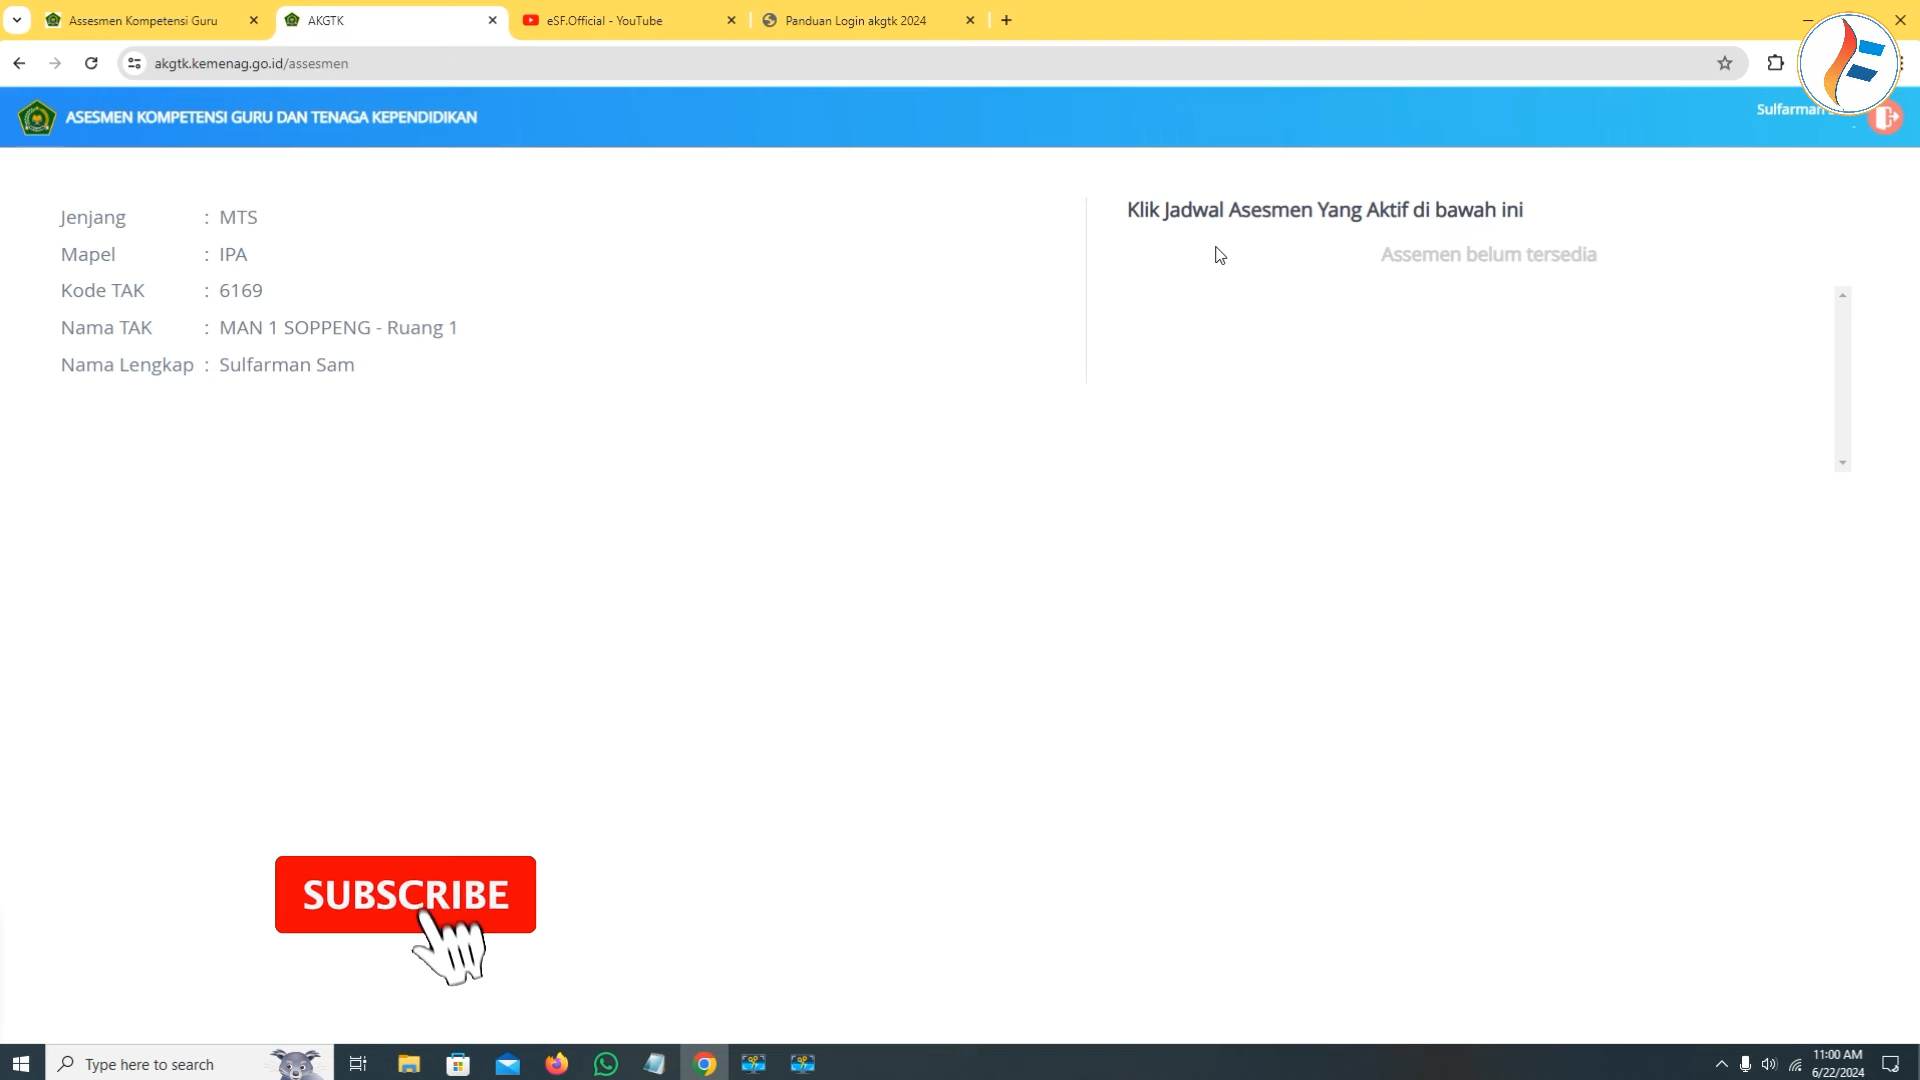 Assesmen Kompetensi Guru
AKGTK
eSF.Official - YouTube
Panduan Login akgtk 2024
akgtk.kemenag.go.id/assesmen
ASESMEN KOMPETENSI GURU DAN TENAGA KEPENDIDIKAN
Sulfarman
Jenjang : MTS
Mapel : IPA
Kode TAK : 6169
Nama TAK : MAN 1 SOPPENG - Ruang 1
Nama Lengkap : Sulfarman Sam
Klik Jadwal Asesmen Yang Aktif di bawah ini
Assemen belum tersedia
SUBSCRIBE
Type here to search
11:00 AM
6/22/2024